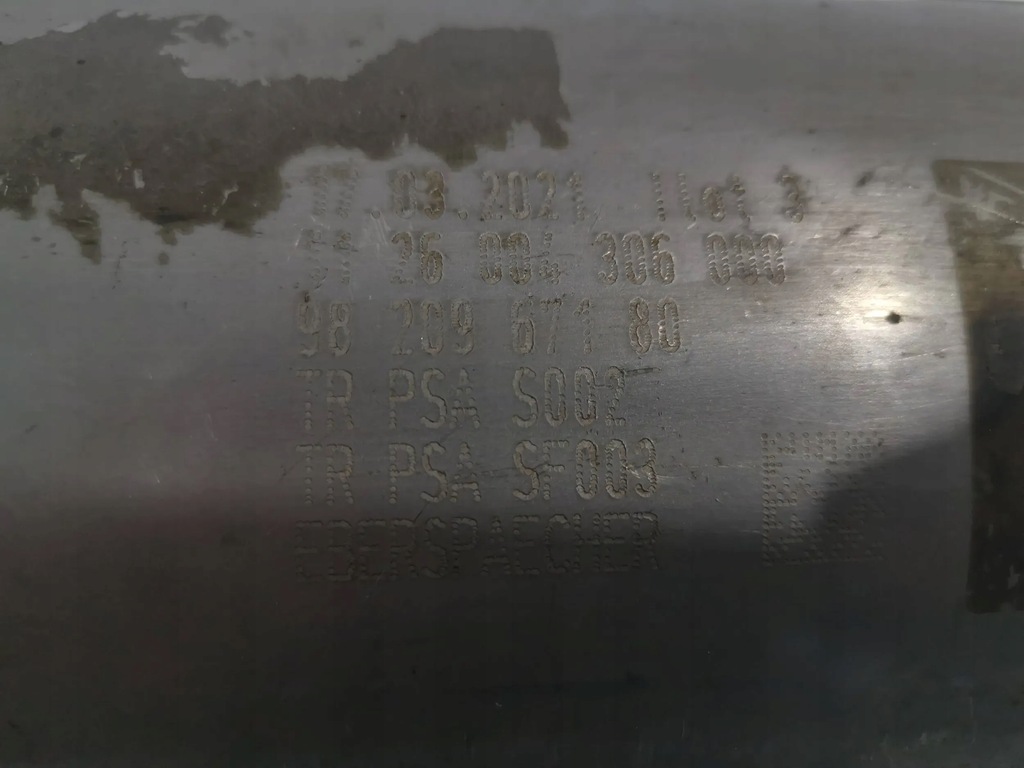 .03.2021
26 004 306 000
98 209 671 80
TR PSA S002
TR PSA SF003
EBERSPAECHER